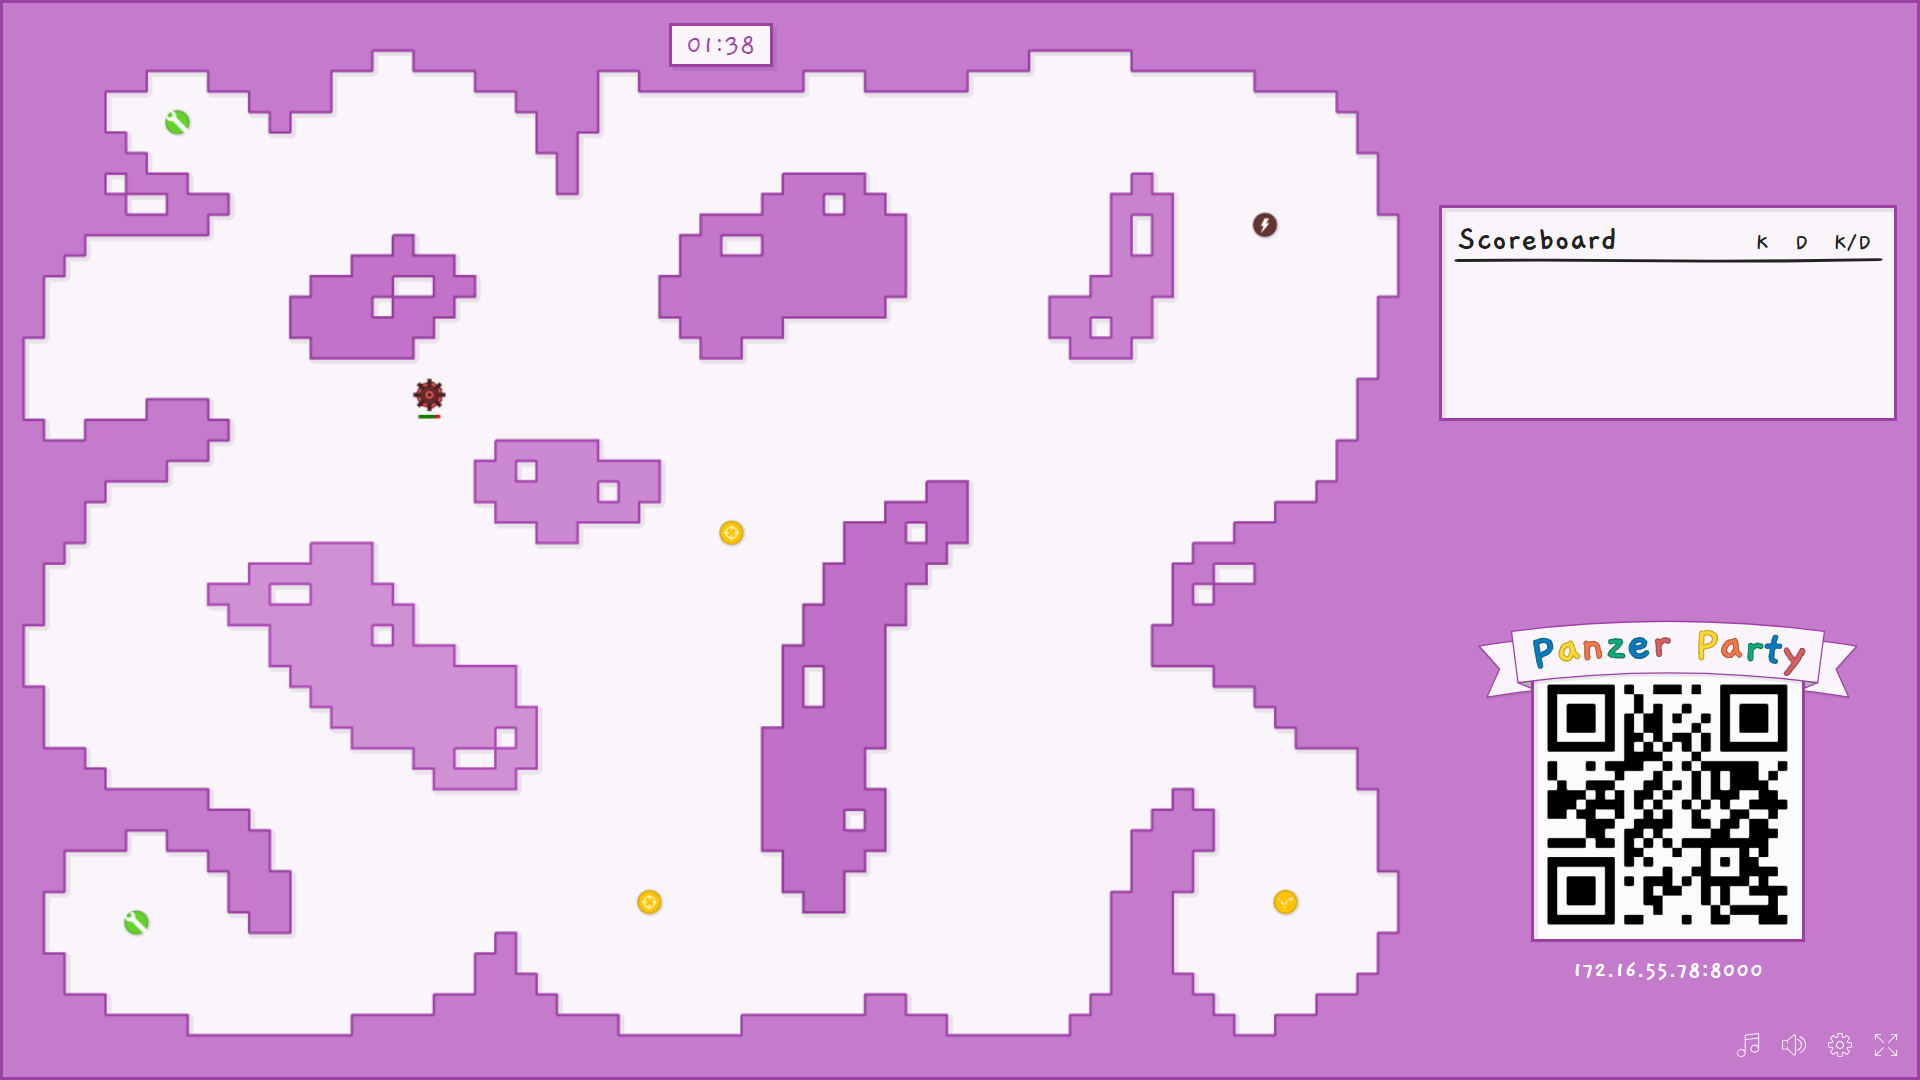 01:38
Scoreboard K D K/D
Panzer Party
172.16.55.78:8000